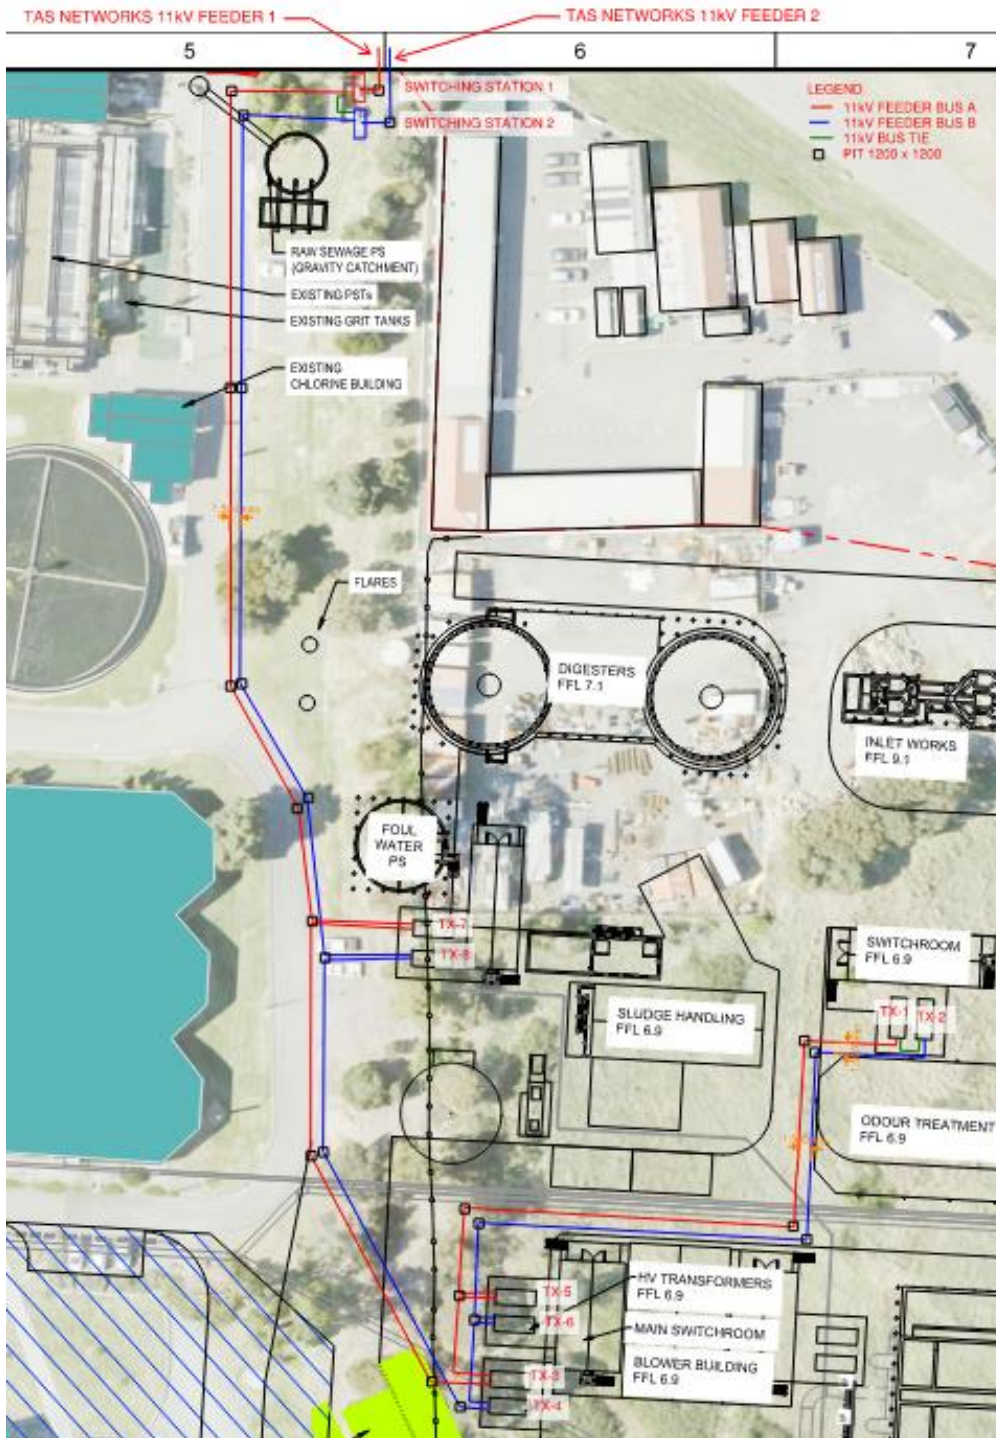 TAS NETWORKS 11kV FEEDER 1
TAS NETWORKS 11kV FEEDER 2
5
6
7
SWITCHING STATION 1
SWITCHING STATION 2
LEGEND
11kV FEEDER BUS A
11kV FEEDER BUS B
11kV BUS TIE
PIT 1200 x 1200
RAW SEWAGE PS
(GRAVITY CATCHMENT)
EXISTING PSTs
EXISTING GRIT TANKS
EXISTING
CHLORINE BUILDING
FLARES
DIGESTERS
FFL 7.1
INLET WORKS
FFL 9.1
FOUL
WATER
PS
TX-7
TX-8
SWITCHROOM
FFL 6.9
TX-1
TX-2
SLUDGE HANDLING
FFL 6.9
ODOUR TREATMENT
FFL 6.9
TX-5
TX-6
HV TRANSFORMERS
FFL 6.9
MAIN SWITCHROOM
BLOWER BUILDING
FFL 6.9
TX-3
TX-4